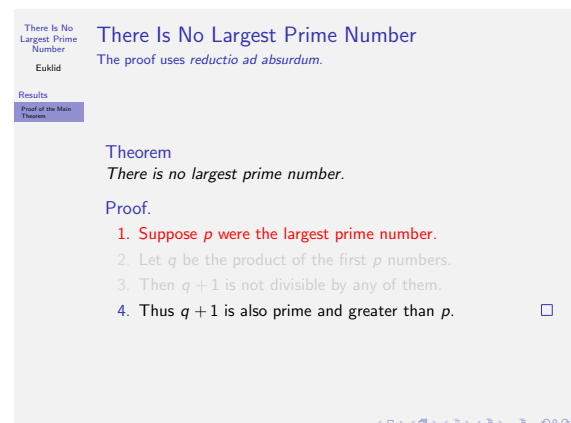 There Is No
Largest Prime
Number
Euklid
Results
Proof of the Main
Theorem
There Is No Largest Prime Number
The proof uses reductio ad absurdum.
Theorem
There is no largest prime number.
Proof.
1. Suppose p were the largest prime number.
2. Let q be the product of the first p numbers.
3. Then q + 1 is not divisible by any of them.
4. Thus q + 1 is also prime and greater than p. □